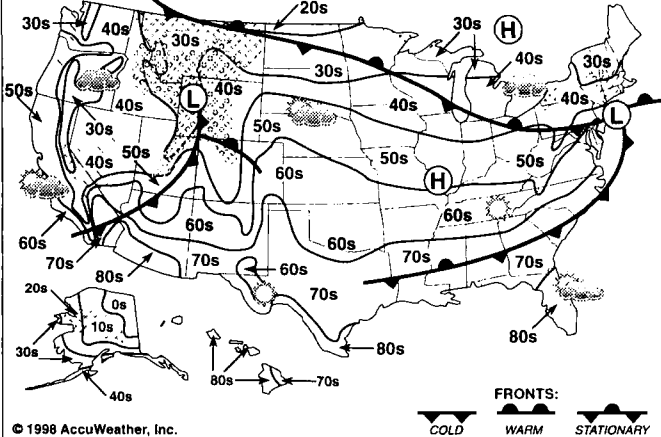 20s
30s 40s 30s H
30s 30s 40s 30s
50s 40s L 40s 40s 40s L
30s 50s
40s 50s 50s 50s
60s H
60s 60s 60s
60s 70s 70s 70s
70s 60s
80s 70s
20s 0s
10s 80s
30s 80s
40s 80s 70s
FRONTS:
© 1998 AccuWeather, Inc. COLD WARM STATIONARY